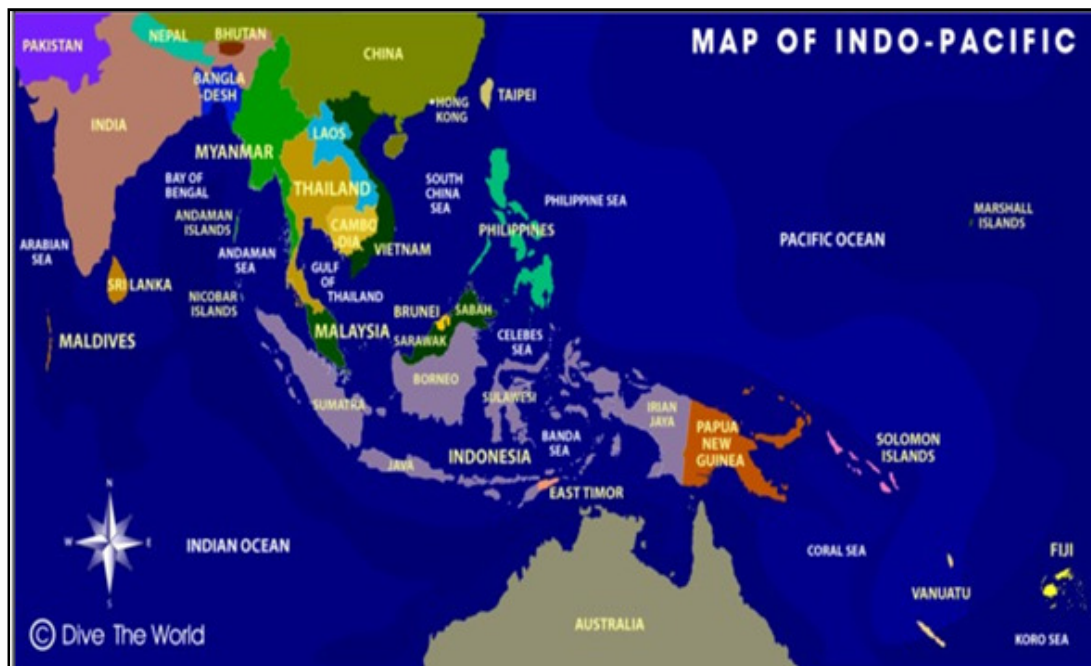 MAP OF INDO-PACIFIC
PAKISTAN
NEPAL
BHUTAN
CHINA
BANGLA
-DESH
HONG
KONG
TAIPEI
INDIA
MYANMAR
LAOS
BAY OF
BENGAL
THAILAND
SOUTH
CHINA
SEA
PHILIPPINE SEA
ANDAMAN
ISLANDS
CAMBO
DIA
VIETNAM
PHILIPPINES
MARSHALL
ISLANDS
PACIFIC OCEAN
ARABIAN
SEA
ANDAMAN
SEA
GULF
OF
THAILAND
SRI LANKA
NICOBAR
ISLANDS
BRUNEI
SABAH
MALDIVES
MALAYSIA
SARAWAK
CELEBES
SEA
BORNEO
SUMATRA
SULAWESI
IRIAN
JAYA
PAPUA
NEW
GUINEA
SOLOMON
ISLANDS
BANDA
SEA
INDONESIA
JAVA
EAST TIMOR
N
W
E
S
INDIAN OCEAN
CORAL SEA
FIJI
VANUATU
AUSTRALIA
KORO SEA
© Dive The World